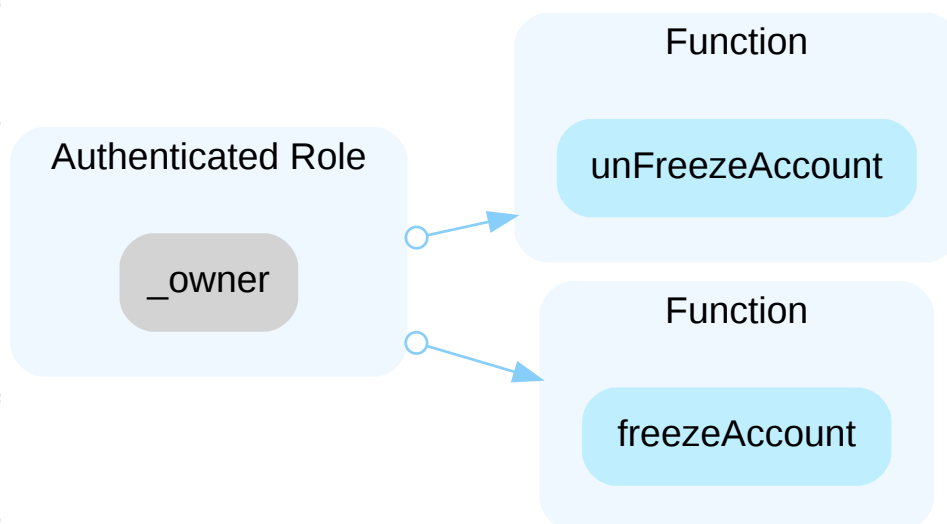 Authenticated Role
_owner
Function
unFreezeAccount
Function
freezeAccount